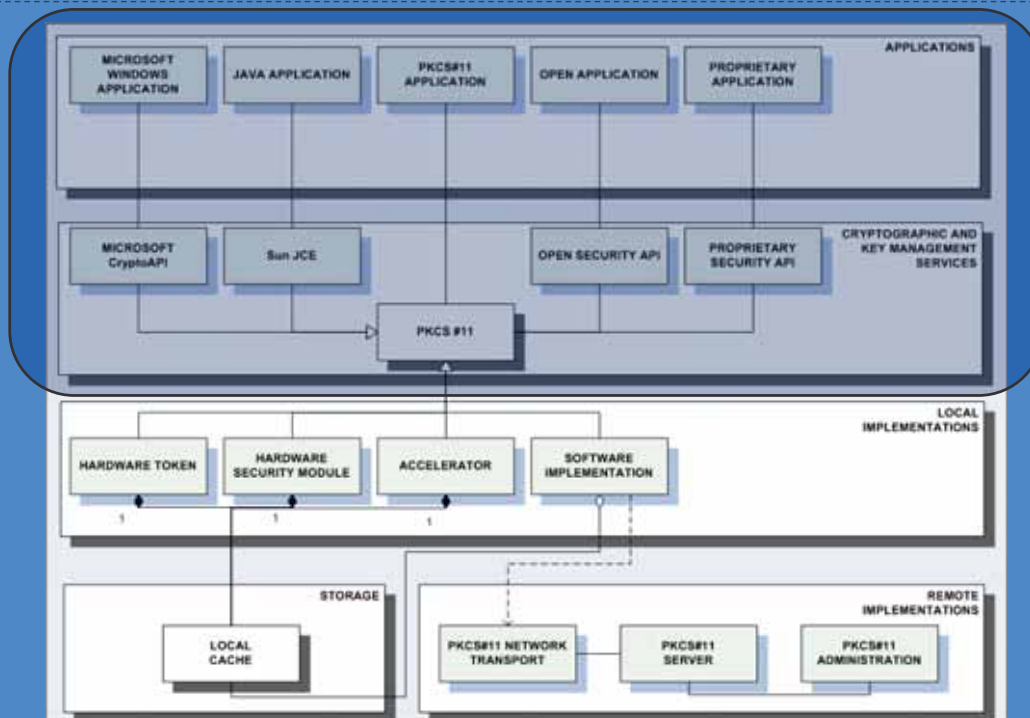 APPLICATIONS
MICROSOFT
WINDOWS
APPLICATION
JAVA APPLICATION
PKCS#11
APPLICATION
OPEN APPLICATION
PROPRIETARY
APPLICATION
CRYPTOGRAPHIC AND
KEY MANAGEMENT
SERVICES
MICROSOFT
CryptoAPI
Sun JCE
OPEN SECURITY API
PROPRIETARY
SECURITY API
PKCS #11
LOCAL
IMPLEMENTATIONS
HARDWARE TOKEN
HARDWARE
SECURITY MODULE
ACCELERATOR
SOFTWARE
IMPLEMENTATION
1
1
1
STORAGE
LOCAL
CACHE
REMOTE
IMPLEMENTATIONS
PKCS#11 NETWORK
TRANSPORT
PKCS#11
SERVER
PKCS#11
ADMINISTRATION